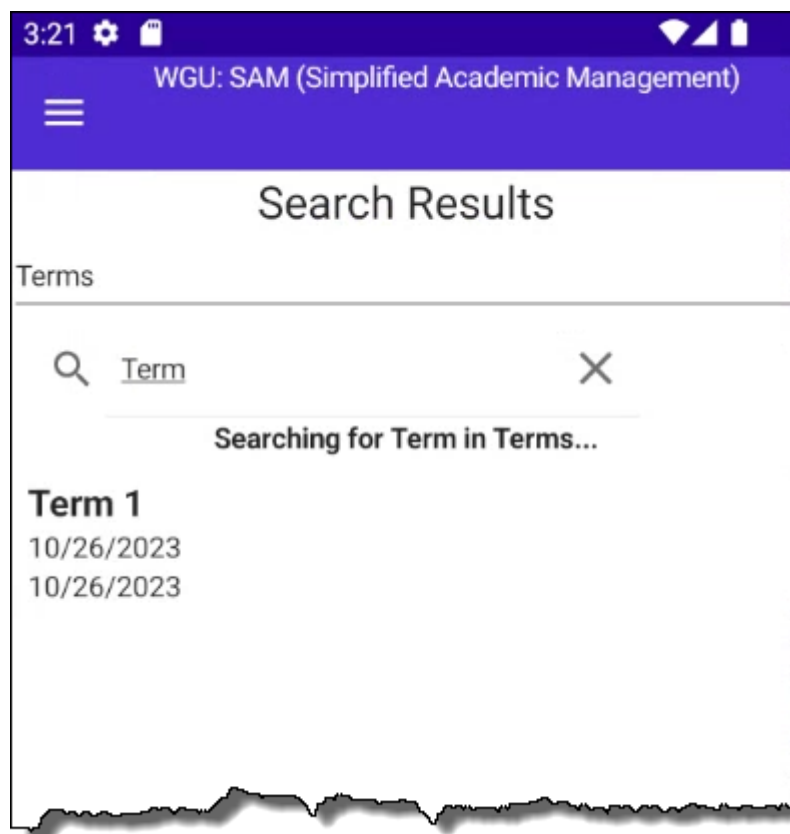 3:21
WGU: SAM (Simplified Academic Management)
Search Results
Terms
Term
Searching for Term in Terms...
Term 1
10/26/2023
10/26/2023